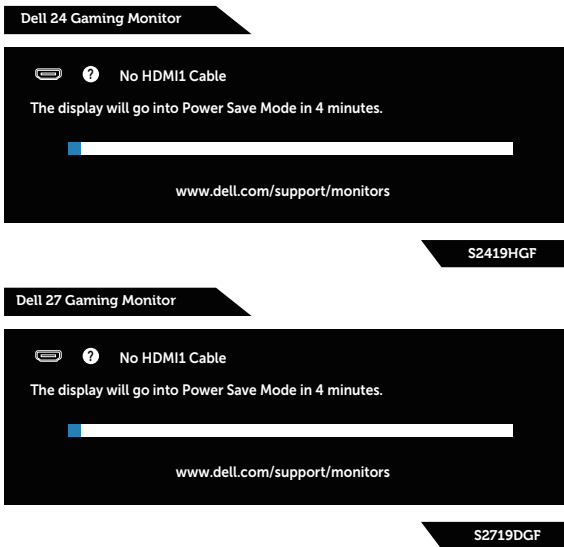 Dell 24 Gaming Monitor
? No HDMI1 Cable
The display will go into Power Save Mode in 4 minutes.
www.dell.com/support/monitors
S2419HGF
Dell 27 Gaming Monitor
? No HDMI1 Cable
The display will go into Power Save Mode in 4 minutes.
www.dell.com/support/monitors
S2719DGF